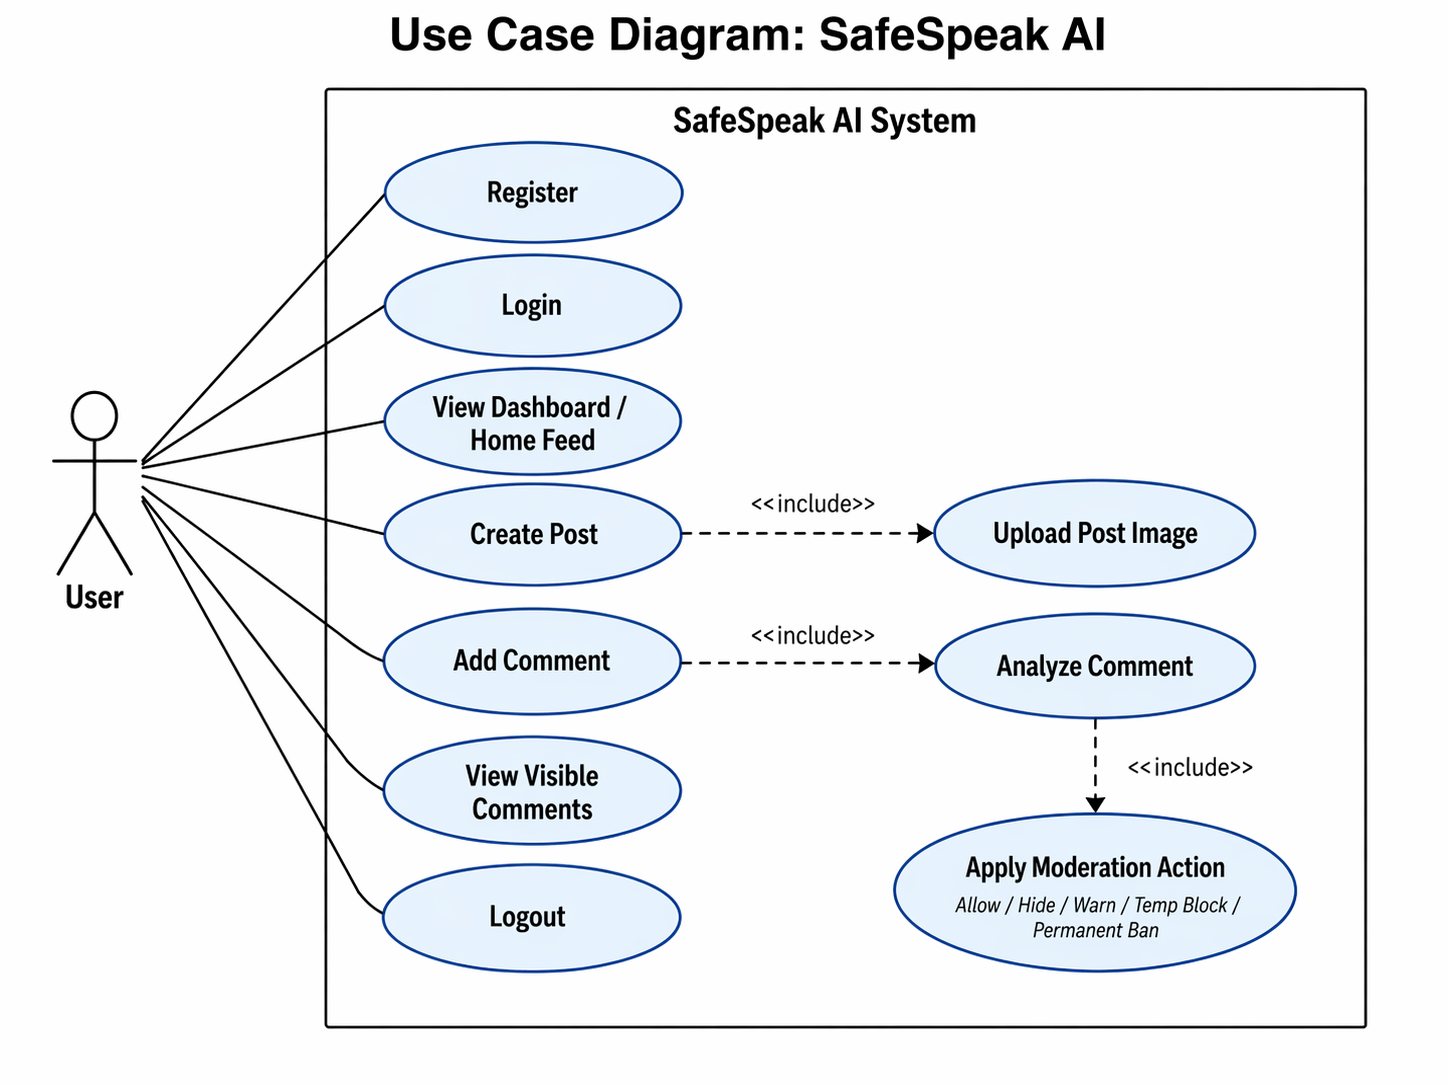 Use Case Diagram: SafeSpeak AI
SafeSpeak AI System
Register
Login
View Dashboard /
Home Feed
Create Post
<<include>>
Upload Post Image
User
Add Comment
<<include>>
Analyze Comment
<<include>>
View Visible
Comments
Apply Moderation Action
Allow / Hide / Warn / Temp Block /
Permanent Ban
Logout